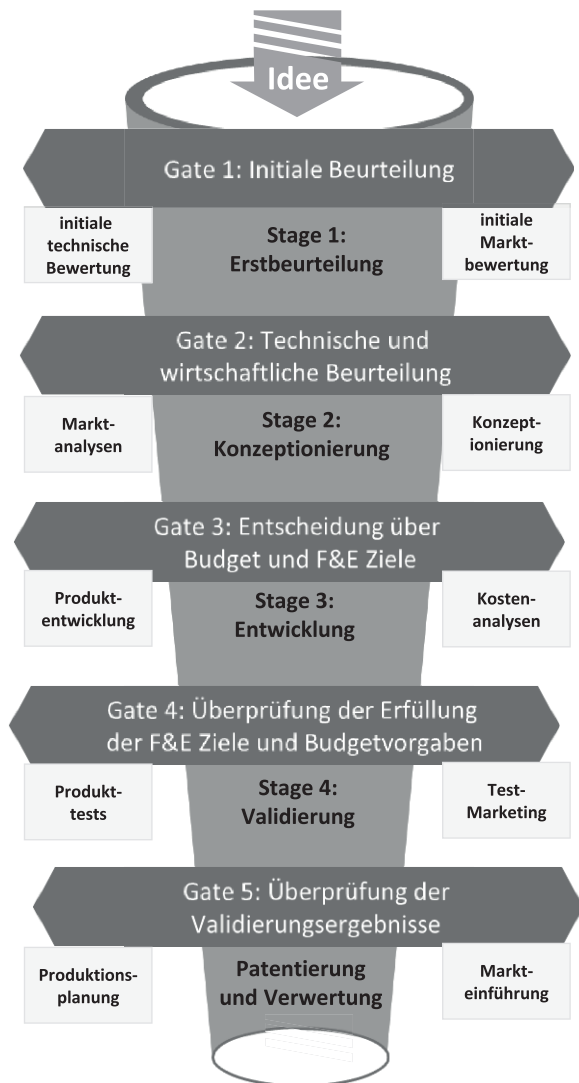 Idee
Gate 1: Initiale Beurteilung
initiale
technische
Bewertung
Stage 1:
Erstbeurteilung
initiale
Markt-
bewertung
Gate 2: Technische und
wirtschaftliche Beurteilung
Markt-
analysen
Stage 2:
Konzeptionierung
Konzept-
ionierung
Gate 3: Entscheidung über
Budget und F&E Ziele
Produkt-
entwicklung
Stage 3:
Entwicklung
Kosten-
analysen
Gate 4: Überprüfung der Erfüllung
der F&E Ziele und Budgetvorgaben
Produkt-
tests
Stage 4:
Validierung
Test-
Marketing
Gate 5: Überprüfung der
Validierungsergebnisse
Produktions-
planung
Patentierung
und Verwertung
Markt-
einführung